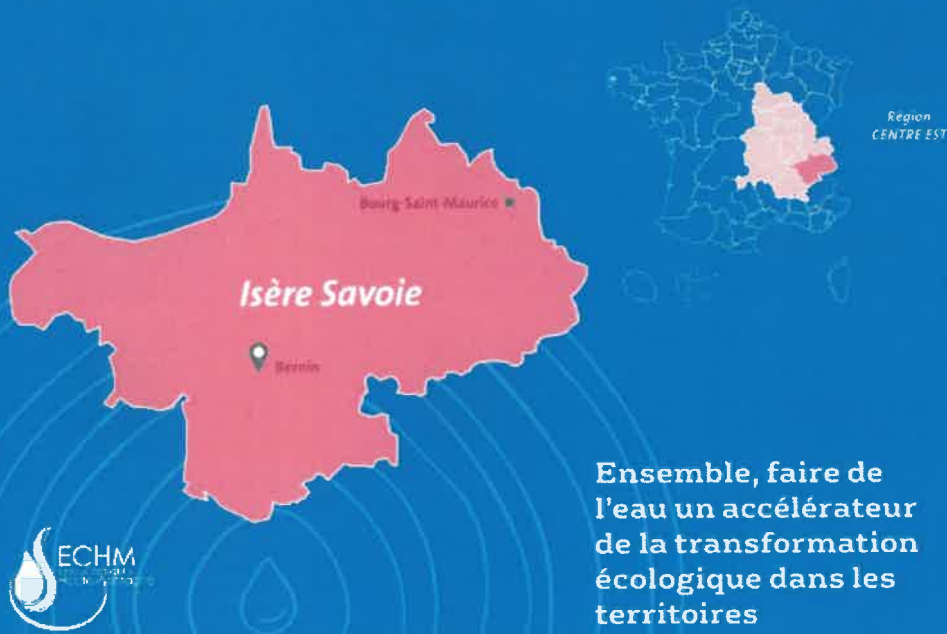 Région
CENTRE EST
Bourg-Saint-Maurice
Isère Savoie
Bernin
Ensemble, faire de
l'eau un accélérateur
de la transformation
écologique dans les
territoires
ECHM